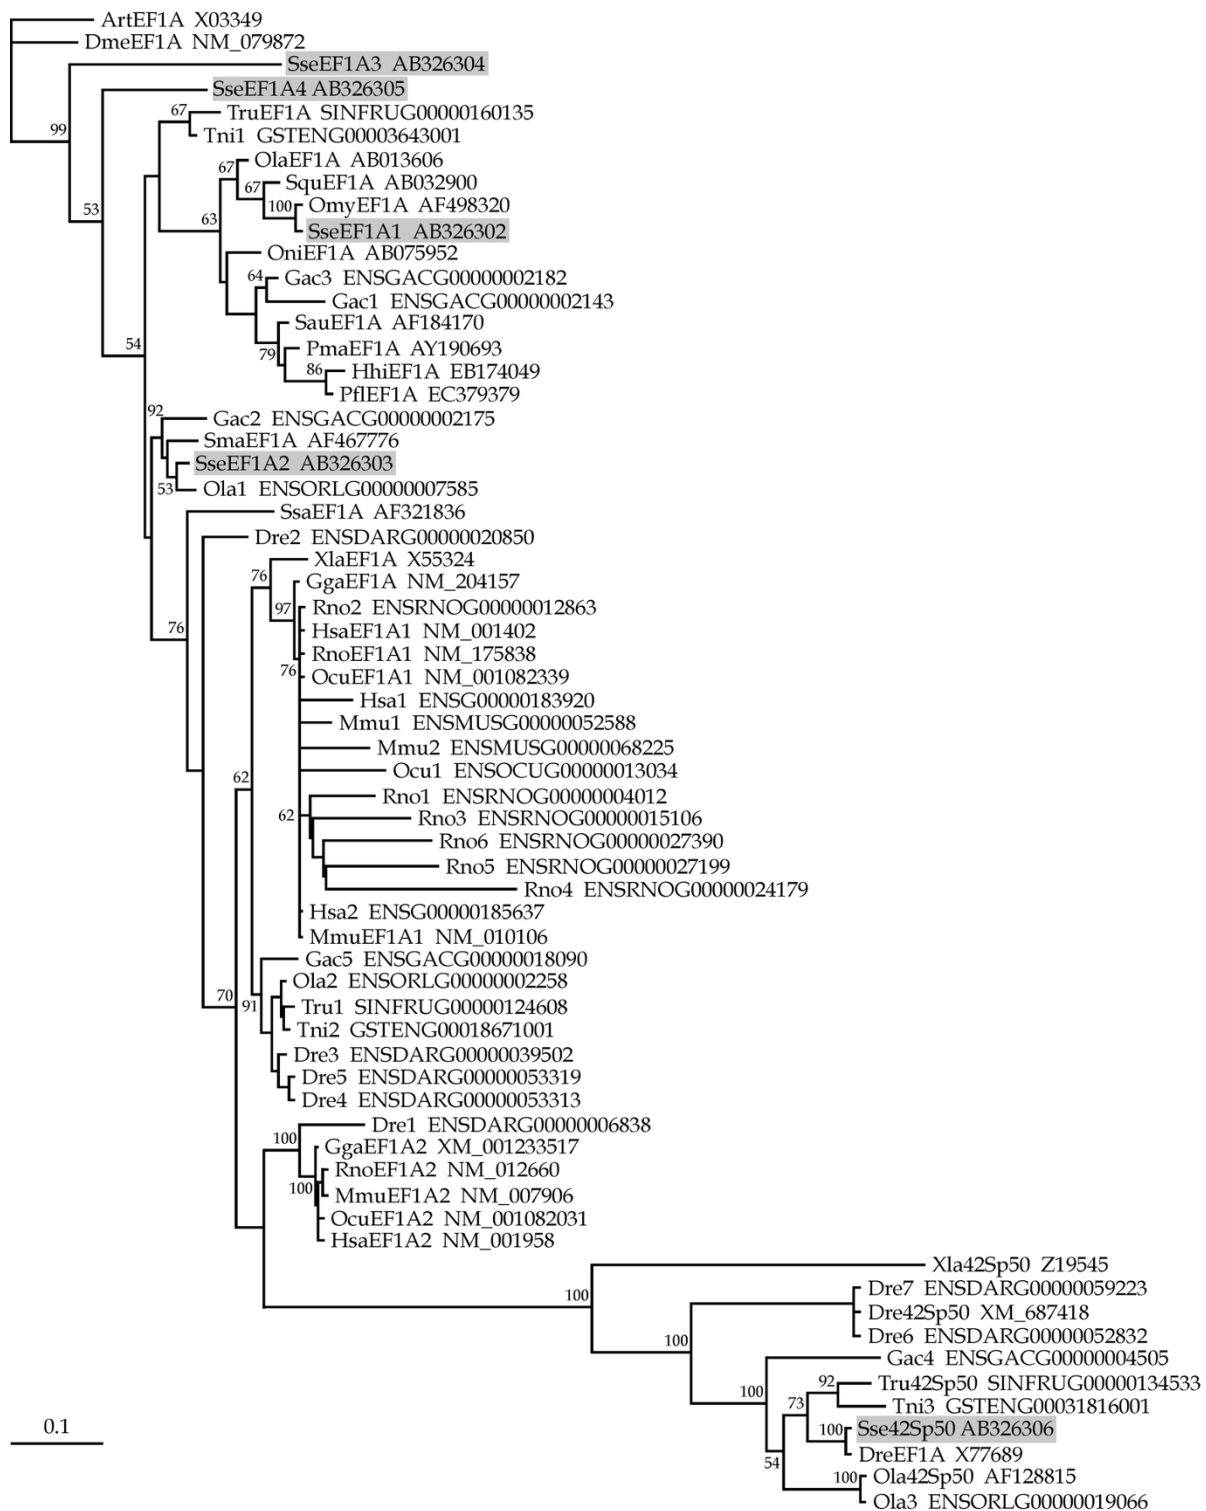 ArtEF1A X03349
DmeEF1A NM_079872
SseEF1A3 AB326304
SseEF1A4 AB326305
67
TruEF1A SINFRUG00000160135
99
Tni1 GSTENG00003643001
67
OlaEF1A AB013606
67
SquEF1A AB032900
53
63
100
OmyEF1A AF498320
SseEF1A1 AB326302
OniEF1A AB075952
64
Gac3 ENSGACG00000002182
Gac1 ENSGACG00000002143
SauEF1A AF184170
54
79
PmaEF1A AY190693
86
HhiEF1A EB174049
PflEF1A EC379379
92
Gac2 ENSGACG00000002175
SmaEF1A AF467776
SseEF1A2 AB326303
53
Ola1 ENSORLG00000007585
SsaEF1A AF321836
Dre2 ENSDARG00000020850
XlaEF1A X55324
76
GgaEF1A NM_204157
97
Rno2 ENSRNOG00000012863
76
HsaEF1A1 NM_001402
RnoEF1A1 NM_175838
76
OcuEF1A1 NM_001082339
Hsa1 ENSG00000183920
Mmu1 ENSMUSG00000052588
Mmu2 ENSMUSG00000068225
62
Ocu1 ENSOCUG00000013034
Rno1 ENSRNOG00000004012
62
Rno3 ENSRNOG00000015106
Rno6 ENSRNOG00000027390
Rno5 ENSRNOG00000027199
Rno4 ENSRNOG00000024179
Hsa2 ENSG00000185637
MmuEF1A1 NM_010106
Gac5 ENSGACG00000018090
Ola2 ENSORLG00000002258
70
91
Tru1 SINFRUG00000124608
Tni2 GSTENG00018671001
Dre3 ENSDARG00000039502
Dre5 ENSDARG00000053319
Dre4 ENSDARG00000053313
Dre1 ENSDARG00000006838
100
GgaEF1A2 XM_001233517
RnoEF1A2 NM_012660
100
MmuEF1A2 NM_007906
OcuEF1A2 NM_001082031
HsaEF1A2 NM_001958
Xla42Sp50 Z19545
100
Dre7 ENSDARG00000059223
Dre42Sp50 XM_687418
100
Dre6 ENSDARG00000052832
Gac4 ENSGACG00000004505
100
92
Tru42Sp50 SINFRUG00000134533
73
Tni3 GSTENG00031816001
0.1
100
Sse42Sp50 AB326306
DreEF1A X77689
54
100
Ola42Sp50 AF128815
Ola3 ENSORLG00000019066